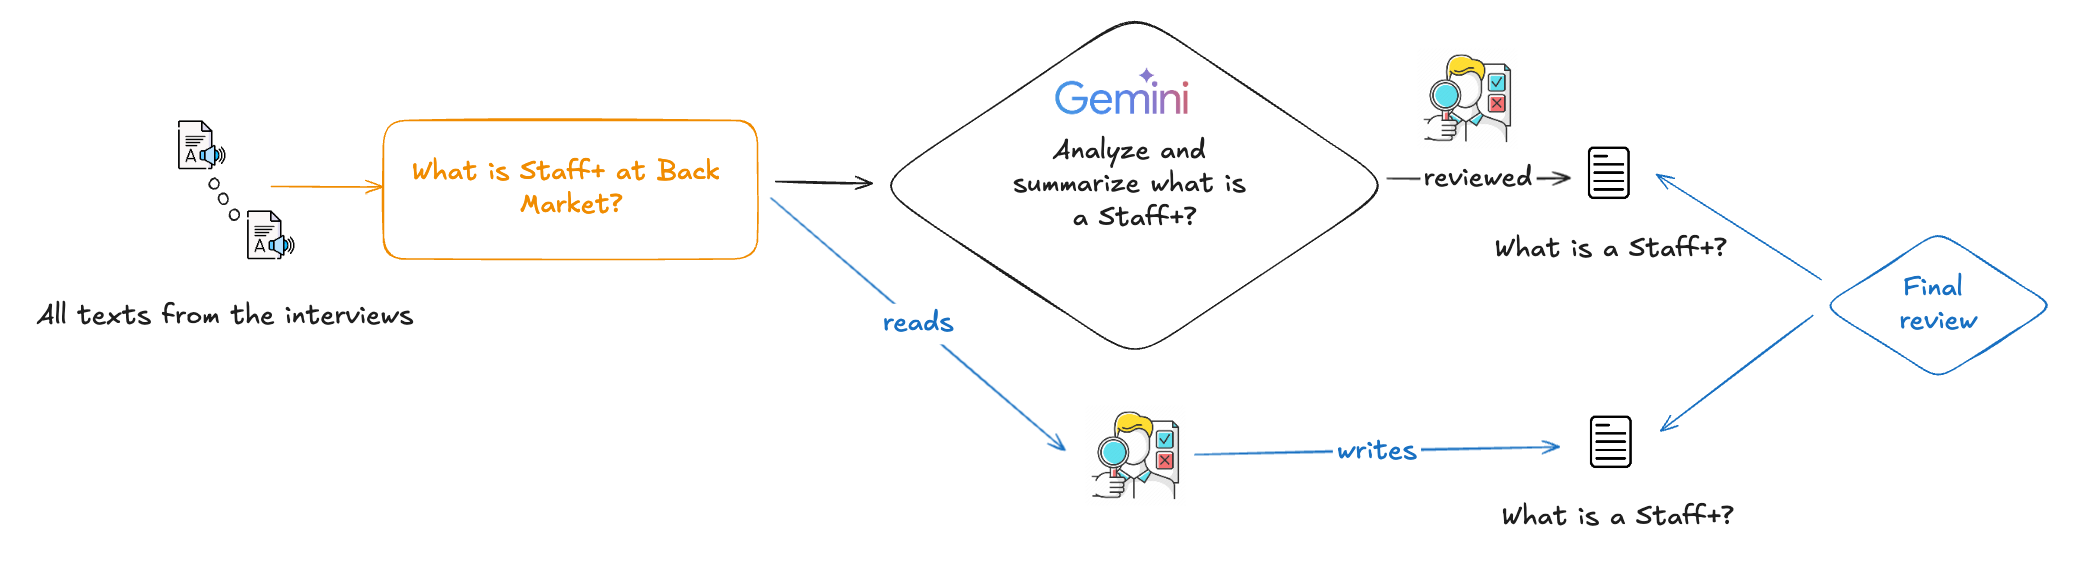 All texts from the interviews
A
A
What is Staff+ at Back
Market?
Gemini
Analyze and
summarize what is
a Staff+?
reviewed
What is a Staff+?
reads
writes
What is a Staff+?
Final
review